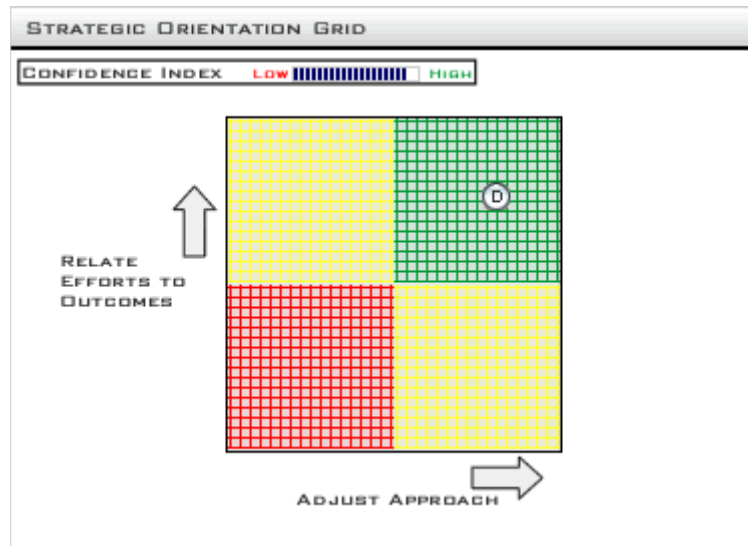 Strategic Orientation Grid
Confidence Index Low High
D
Relate
Efforts to
Outcomes
Adjust Approach